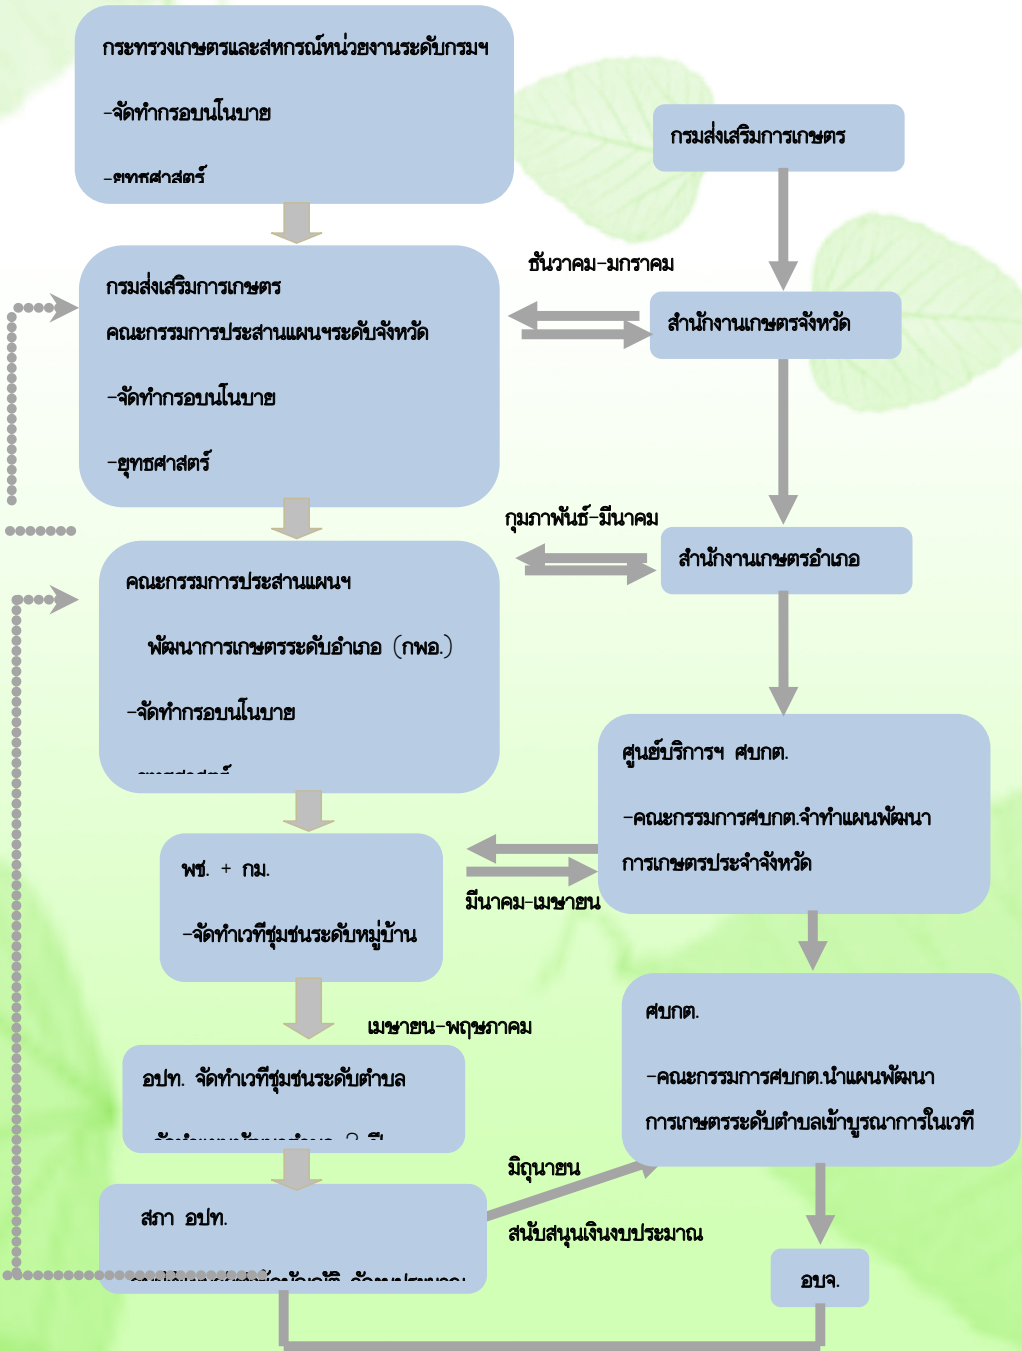 กระทรวงเกษตรและสหกรณ์หน่วยงานระดับกรมฯ
-จัดทำกรอบนโนบาย
-ยุทธศาสตร์
กรมส่งเสริมการเกษตร
ธันวาคม-มกราคม
กรมส่งเสริมการเกษตร
คณะกรรมการประสานแผนฯระดับจังหวัด
-จัดทำกรอบนโนบาย
-ยุทธศาสตร์
สำนักงานเกษตรจังหวัด
กุมภาพันธ์-มีนาคม
สำนักงานเกษตรอำเภอ
คณะกรรมการประสานแผนฯ
พัฒนาการเกษตรระดับอำเภอ (กพอ.)
-จัดทำกรอบนโนบาย
ศูนย์บริการฯ ศบกต.
-คณะกรรมการศบกต.จำทำแผนพัฒนา
การเกษตรประจำจังหวัด
พช. + กม.
-จัดทำเวทีชุมชนระดับหมู่บ้าน
มีนาคม-เมษายน
เมษายน-พฤษภาคม
ศบกต.
-คณะกรรมการศบกต.นำแผนพัฒนา
การเกษตรระดับตำบลเข้าบูรณาการในเวที
อปท. จัดทำเวทีชุมชนระดับตำบล
มิถุนายน
สนับสนุนเงินงบประมาณ
สภา อปท.
อบจ.